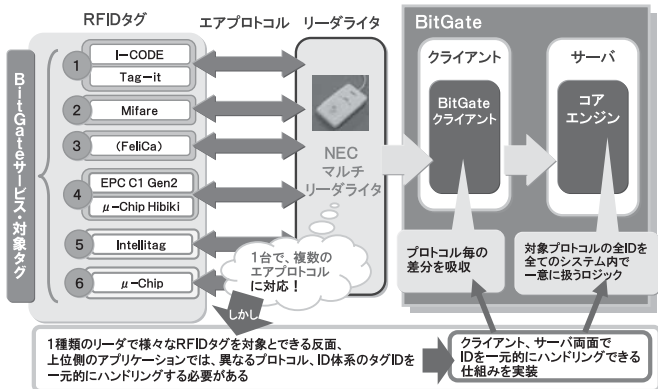 RFIDタグ
エアプロトコル
リーダライタ
BitGate
BitGateサービス・対象タグ
1
I-CODE
Tag-it
2
Mifare
3
(FeliCa)
4
EPC C1 Gen2
μ-Chip Hibiki
5
Intellitag
6
μ-Chip
NEC
マルチ
リーダライタ
1台で、複数の
エアプロトコル
に対応！
クライアント
BitGate
クライアント
サーバ
コア
エンジン
プロトコル毎の
差分を吸収
対象プロトコルの全IDを
全てのシステム内で
一意に扱うロジック
しかし
1種類のリーダで様々なRFIDタグを対象とできる反面、
上位側のアプリケーションでは、異なるプロトコル、ID体系のタグIDを
一元的にハンドリングする必要がある
クライアント、サーバ両面で
IDを一元的にハンドリングできる
仕組みを実装